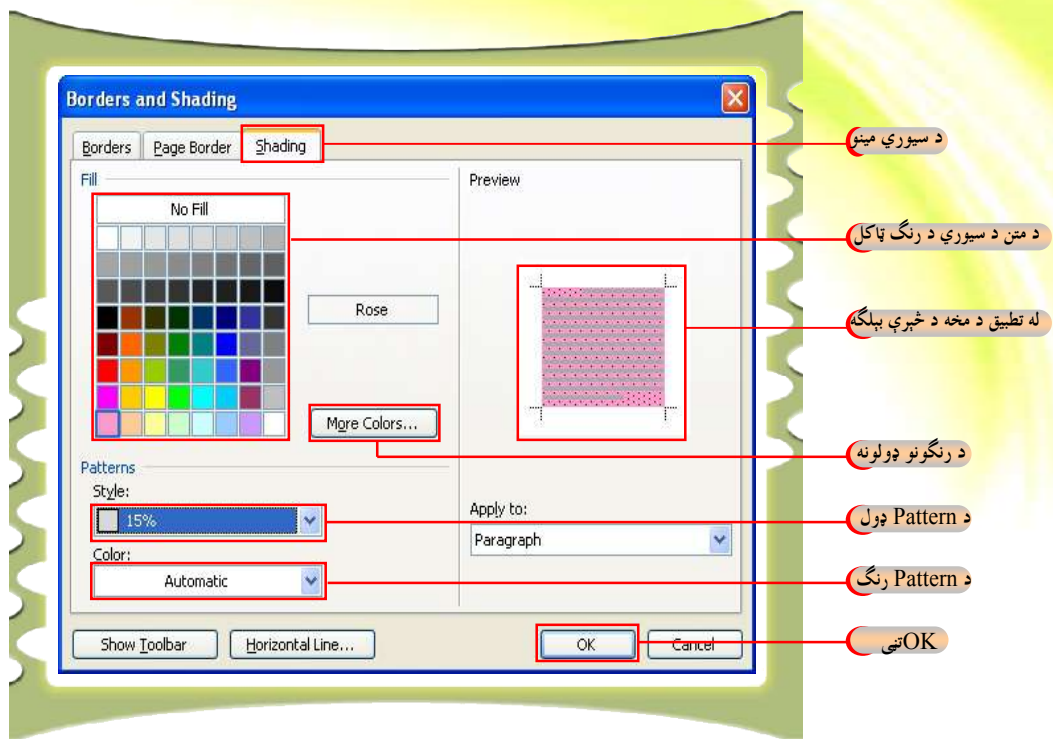 Borders and Shading
Borders Page Border Shading
د سيوري مينو
Fill
Preview
No Fill
د متن د سيوري د رنگ ټاکل
Rose
له تطبيق د مخه د څېرې بېلگه
More Colors...
د رنگونو ډولونه
Patterns
Style:
15%
Apply to:
د Pattern ډول
Paragraph
Color:
Automatic
د Pattern رنگ
Show Toolbar Horizontal Line... OK Cancel
OKتڼۍ